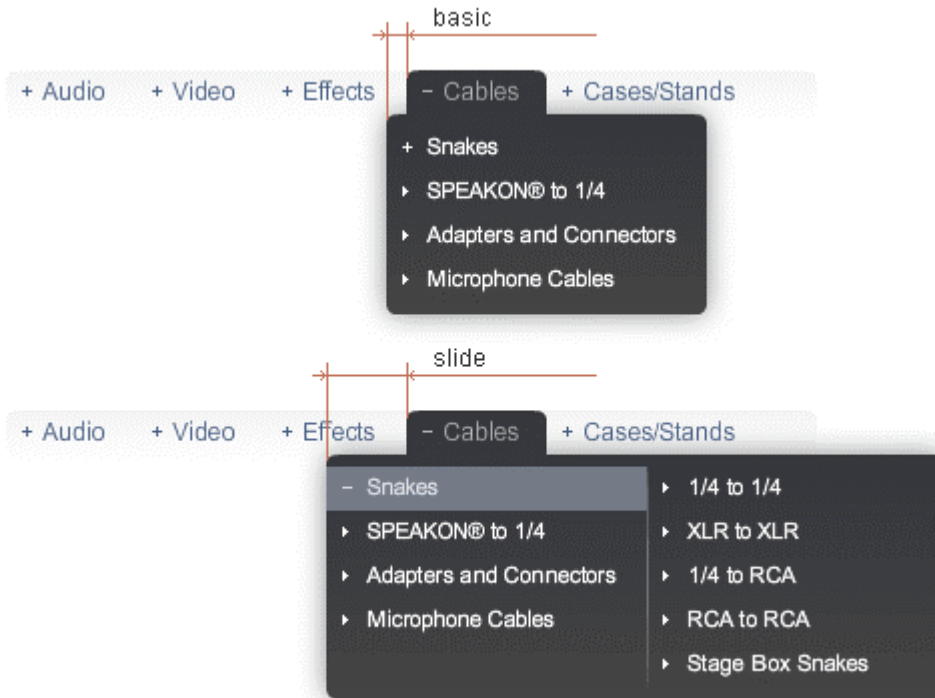 basic
+ Audio + Video + Effects − Cables + Cases/Stands
+ Snakes
SPEAKON® to 1/4
Adapters and Connectors
Microphone Cables
slide
+ Audio + Video + Effects − Cables + Cases/Stands
− Snakes
SPEAKON® to 1/4
Adapters and Connectors
Microphone Cables
1/4 to 1/4
XLR to XLR
1/4 to RCA
RCA to RCA
Stage Box Snakes